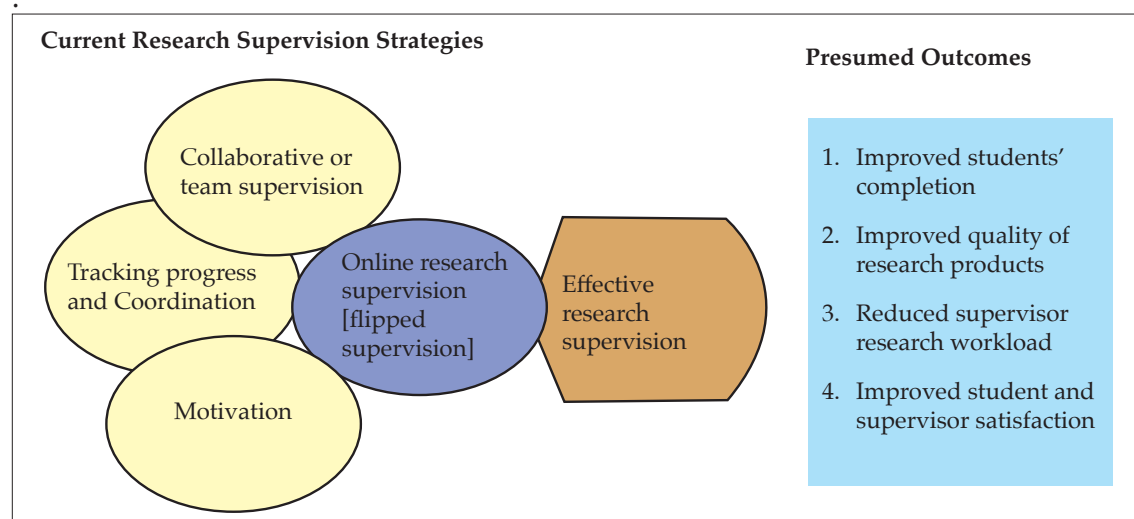 .
Current Research Supervision Strategies
Collaborative or
team supervision
Tracking progress
and Coordination
Motivation
Online research
supervision
[flipped
supervision]
Effective
research
supervision
Presumed Outcomes
1. Improved students’
completion
2. Improved quality of
research products
3. Reduced supervisor
research workload
4. Improved student and
supervisor satisfaction